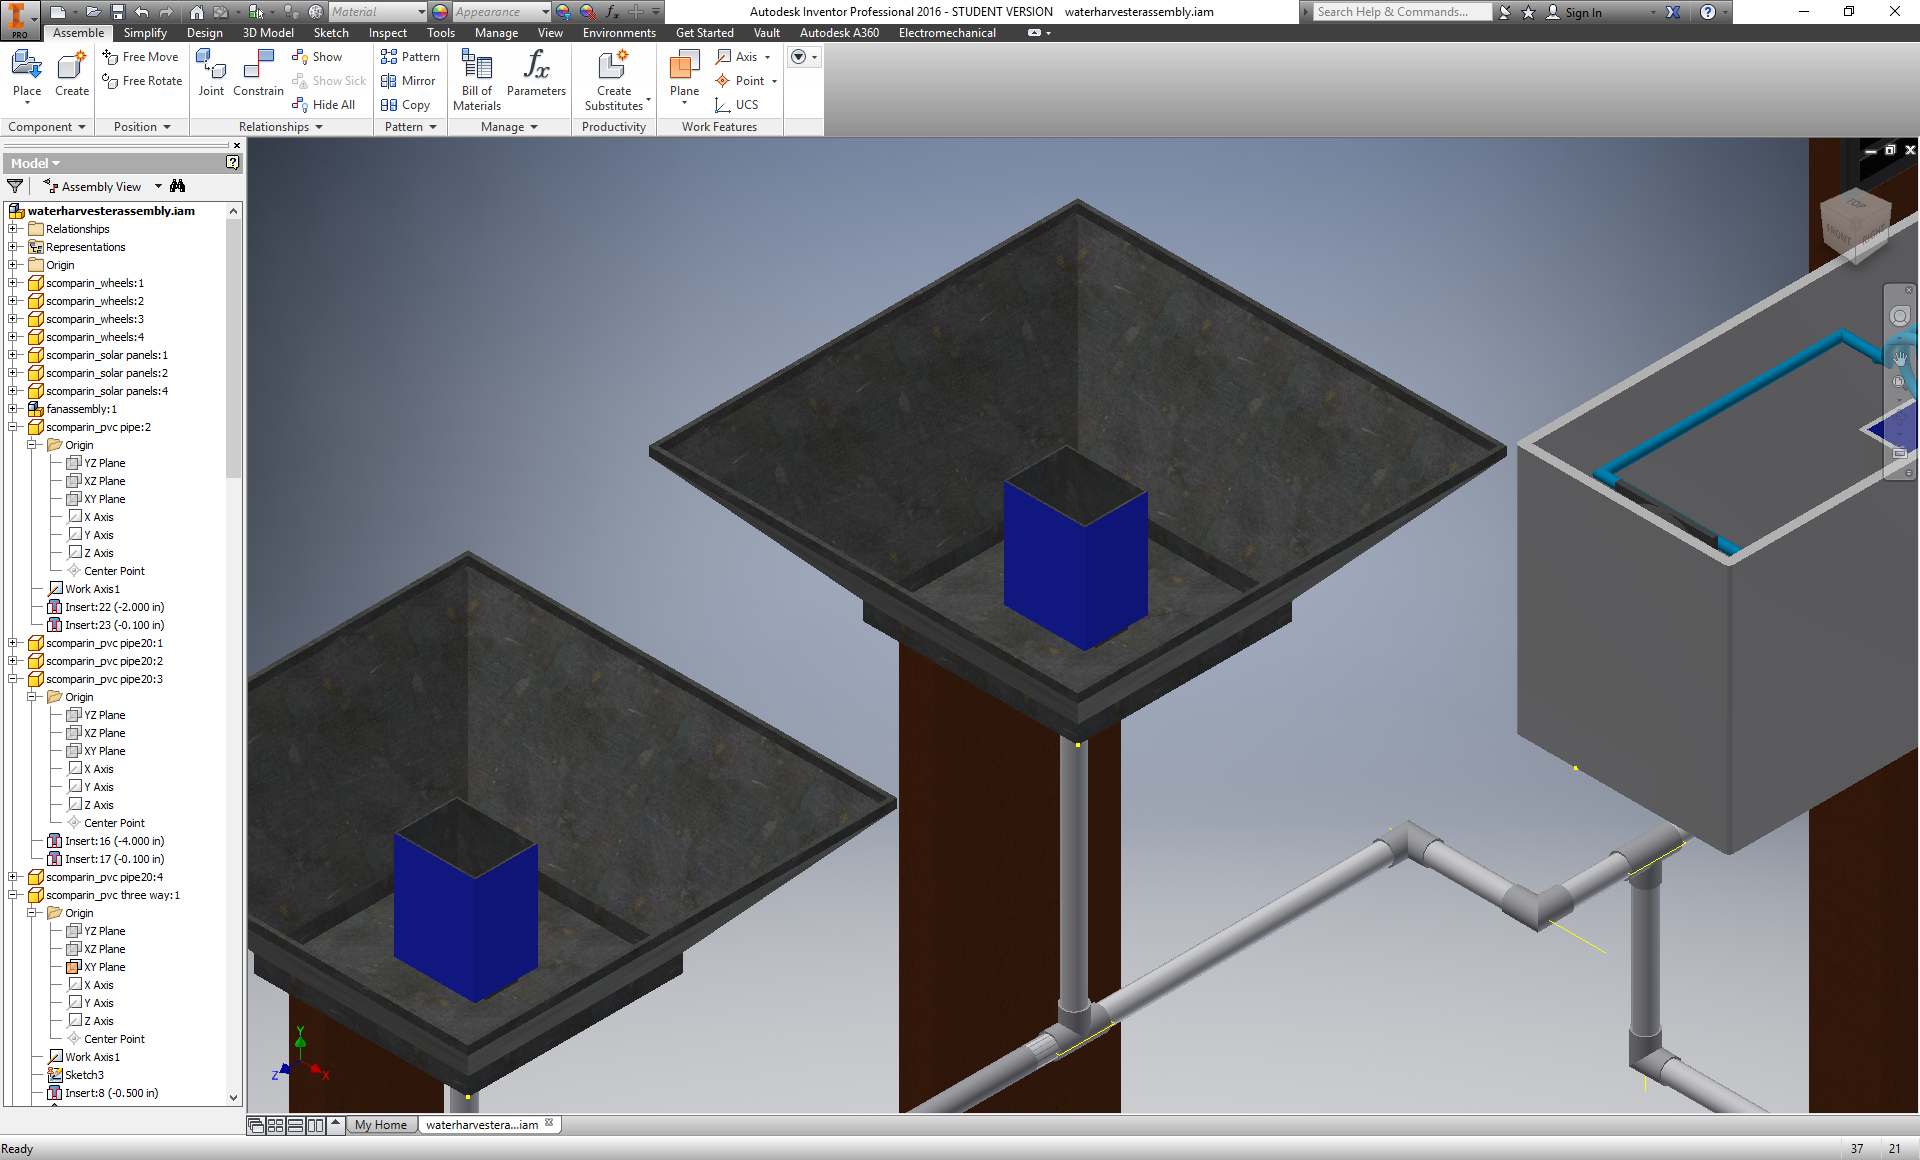 Material
Appearance
Autodesk Inventor Professional 2016 - STUDENT VERSION waterharvesterassembly.iam
Search Help & Commands...
Sign In
PRO
Assemble Simplify Design 3D Model Sketch Inspect Tools Manage View Environments Get Started Vault Autodesk A360 Electromechanical
Place
Create
Free Move
Free Rotate
Joint
Constrain
Show
Show Sick
Hide All
Pattern
Mirror
Copy
Bill of
Materials
Parameters
Create
Substitutes
Plane
Axis
Point
UCS
Component
Position
Relationships
Pattern
Manage
Productivity
Work Features
Model
Assembly View
waterharvesterassembly.iam
Relationships
Representations
Origin
scomparin_wheels:1
scomparin_wheels:2
scomparin_wheels:3
scomparin_wheels:4
scomparin_solar panels:1
scomparin_solar panels:2
scomparin_solar panels:4
fanassembly:1
scomparin_pvc pipe:2
Origin
YZ Plane
XZ Plane
XY Plane
X Axis
Y Axis
Z Axis
Center Point
Work Axis1
Insert:22 (-2.000 in)
Insert:23 (-0.100 in)
scomparin_pvc pipe20:1
scomparin_pvc pipe20:2
scomparin_pvc pipe20:3
Origin
YZ Plane
XZ Plane
XY Plane
X Axis
Y Axis
Z Axis
Center Point
Insert:16 (-4.000 in)
Insert:17 (-0.100 in)
scomparin_pvc pipe20:4
scomparin_pvc three way:1
Origin
YZ Plane
XZ Plane
XY Plane
X Axis
Y Axis
Z Axis
Center Point
Work Axis1
Sketch3
Insert:8 (-0.500 in)
TOP
FRONT
RIGHT
Y
Z
X
My Home
waterharvestera...iam
Ready
37
21